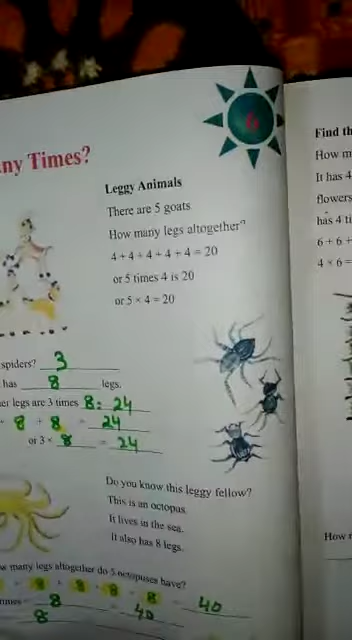 6
ny Times?
Leggy Animals
There are 5 goats
How many legs altogether?
4 + 4 + 4 + 4 + 4 = 20
or 5 times 4 is 20
or 5 × 4 = 20
spiders? 3
has 8 legs.
er legs are 3 times 8 = 24
+ 8 + 8 = 24
or 3 × 8 = 24
Do you know this leggy fellow?
This is an octopus.
It lives in the sea.
It also has 8 legs.
w many legs altogether do 5 octopuses have?
+ 8 + 8 + 8 + 8 = 40
times 8 = 40
8
Find th
How m
It has 4
flowers
has 4 ti
6 + 6 +
4 × 6 =
How